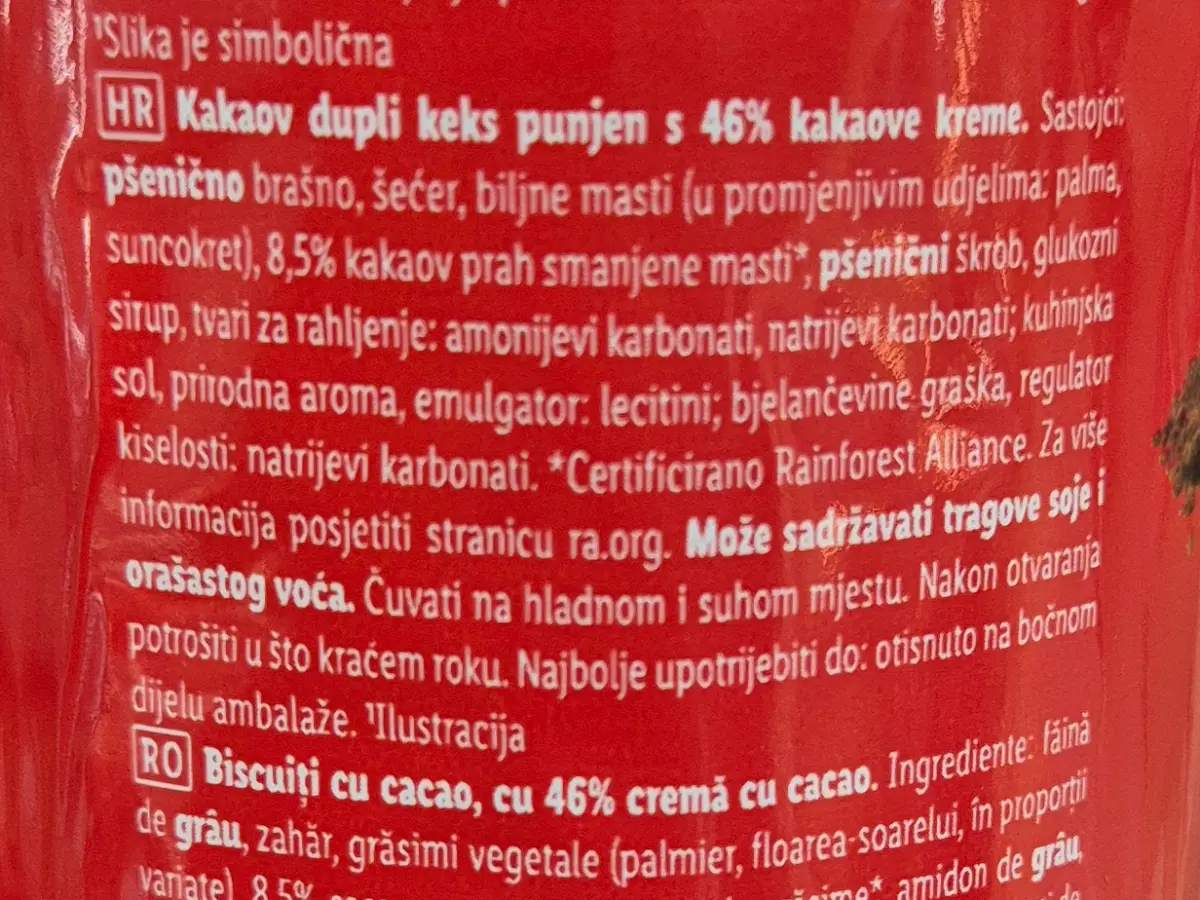 ¹Slika je simbolična
HR Kakaov dupli keks punjen s 46% kakaove kreme. Sastojci:
pšenično brašno, šećer, biljne masti (u promjenjivim udjelima: palma,
suncokret), 8,5% kakaov prah smanjene masti*, pšenični škrob, glukozni
sirup, tvari za rahljenje: amonijevi karbonati, natrijevi karbonati; kuhinjska
sol, prirodna aroma, emulgator: lecitini; bjelančevine graška, regulator
kiselosti: natrijevi karbonati. *Certificirano Rainforest Alliance. Za više
informacija posjetiti stranicu ra.org. Može sadržavati tragove soje i
orašastog voća. Čuvati na hladnom i suhom mjestu. Nakon otvaranja
potrošiti u što kraćem roku. Najbolje upotrijebiti do: otisnuto na bočnom
dijelu ambalaže. ¹Ilustracija
RO Biscuiți cu cacao, cu 46% cremă cu cacao. Ingrediente: făină
de grâu, zahăr, grăsimi vegetale (palmier, floarea-soarelui, în proporții
variate), 8,5% amidon de grâu,